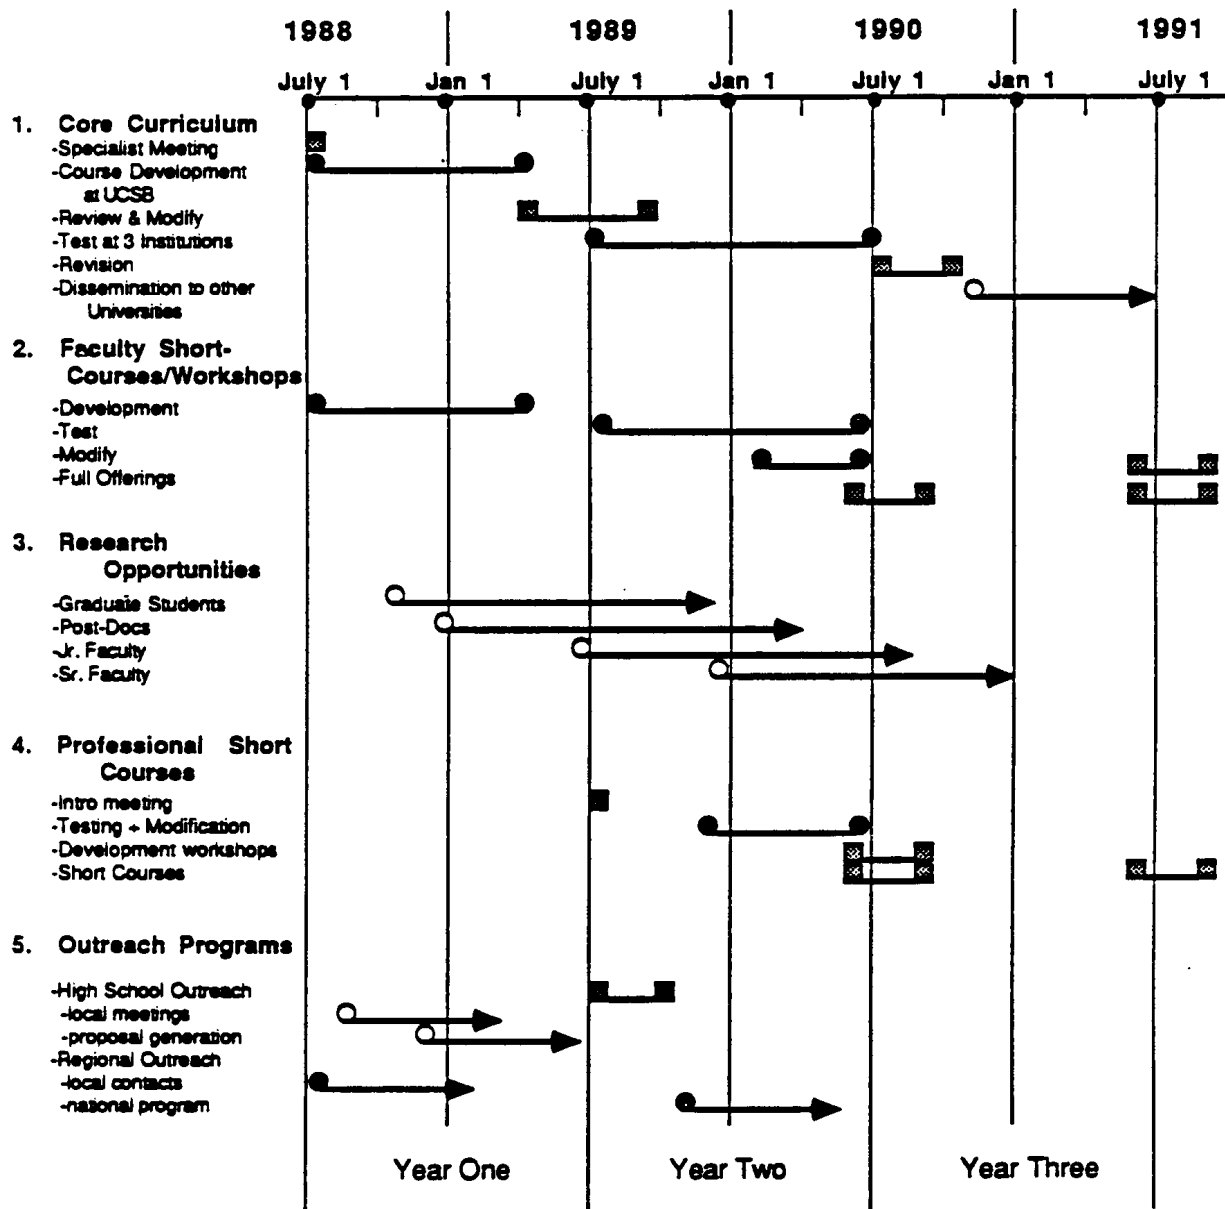 1988 1989 1990 1991
July 1 Jan 1 July 1 Jan 1 July 1 Jan 1 July 1
1. Core Curriculum
-Specialist Meeting
-Course Development
at UCSB
-Review & Modify
-Test at 3 Institutions
-Revision
-Dissemination to other
Universities
2. Faculty Short-
Courses/Workshops
-Development
-Test
-Modify
-Full Offerings
3. Research
Opportunities
-Graduate Students
-Post-Docs
-Jr. Faculty
-Sr. Faculty
4. Professional Short
Courses
-Intro meeting
-Testing + Modification
-Development workshops
-Short Courses
5. Outreach Programs
-High School Outreach
-local meetings
-proposal generation
-Regional Outreach
-local contacts
-national program
Year One Year Two Year Three